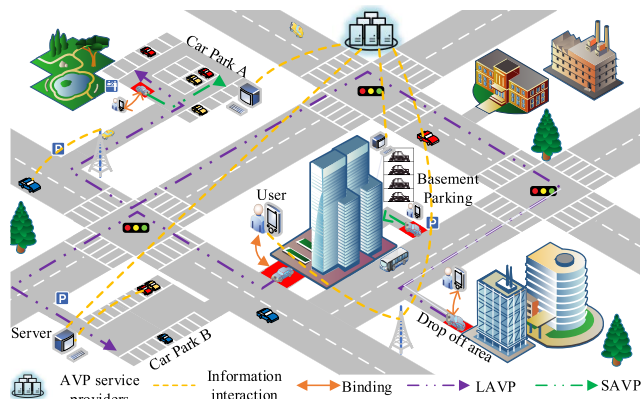 Car Park A
P
User
Basement
Parking
P
P
Server
Car Park B
Drop off area
AVP service
providers
Information
interaction
Binding
LAVP
SAVP